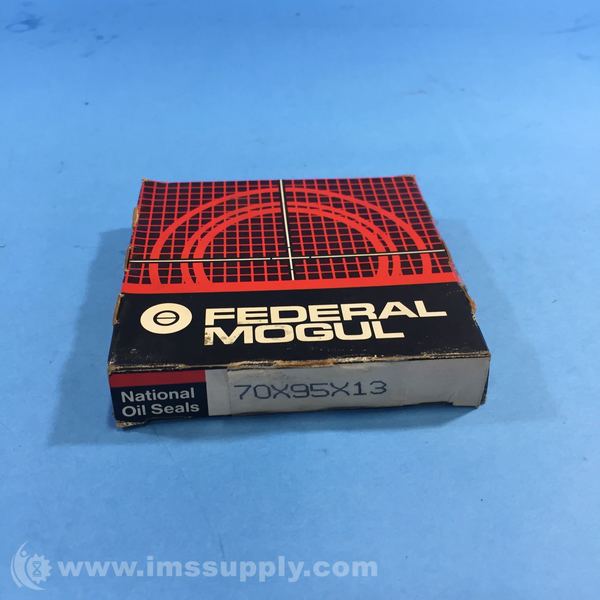 FEDERAL
MOGUL
National
Oil Seals
70X95X13
www.imssupply.com